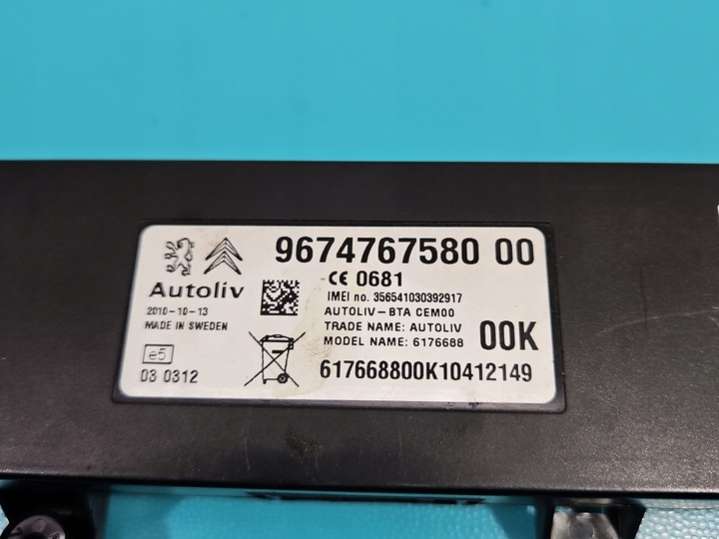 9674767580 00
CE 0681
Autoliv
IMEI no. 356541030392917
2010-10-13
AUTOLIV-BTA CEM00
MADE IN SWEDEN
TRADE NAME: AUTOLIV
MODEL NAME: 6176688
00K
e5
03 0312
617668800K10412149